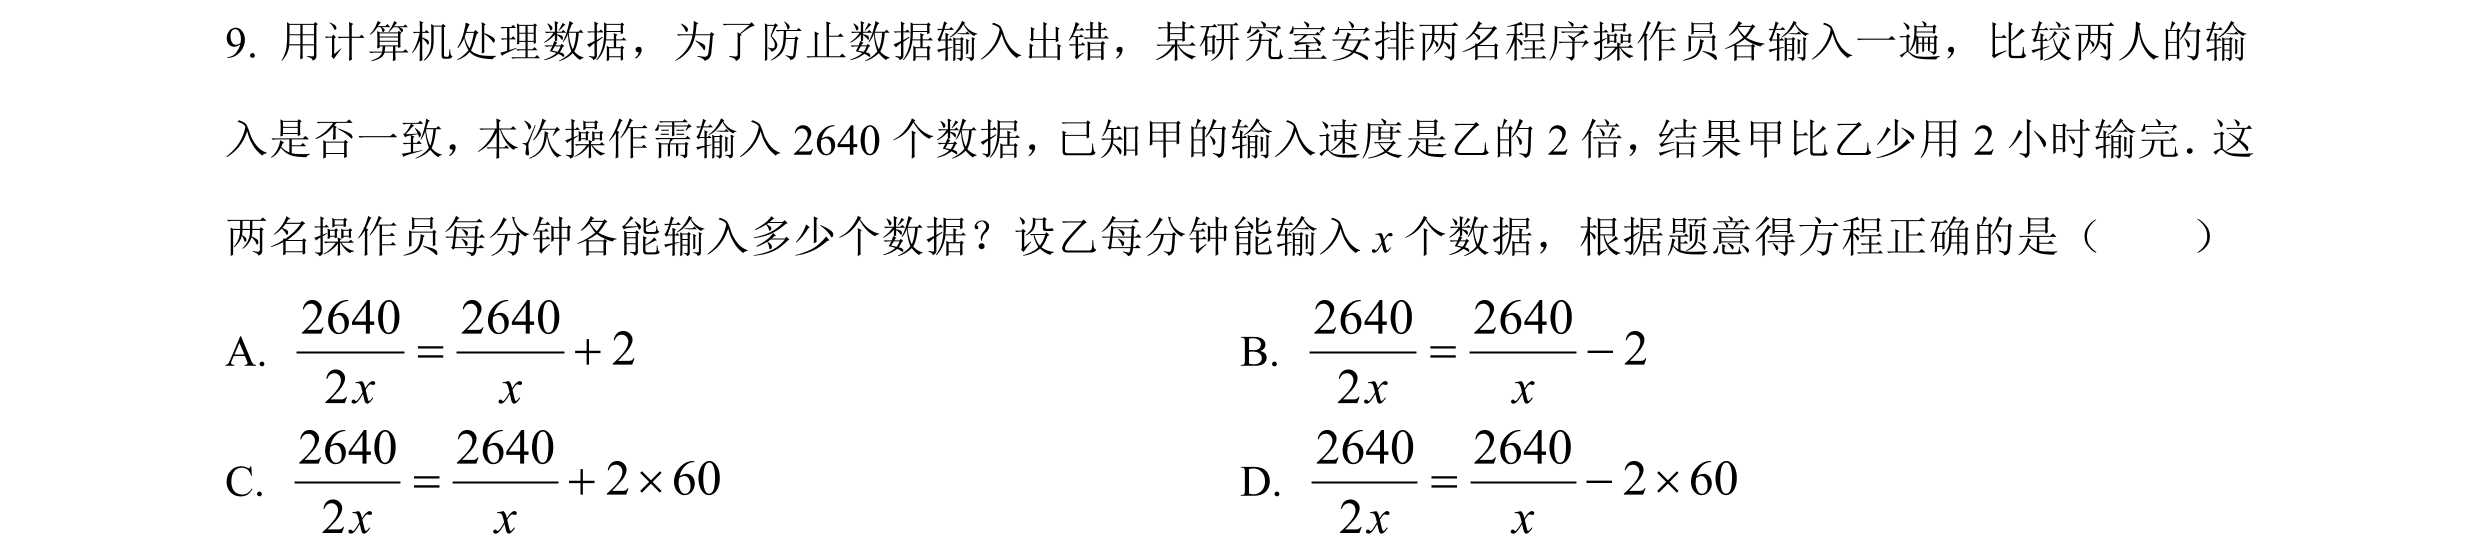 9. 用计算机处理数据，为了防止数据输入出错，某研究室安排两名程序操作员各输入一遍，比较两人的输
入是否一致，本次操作需输入 2640 个数据，已知甲的输入速度是乙的 2 倍，结果甲比乙少用 2 小时输完．这
两名操作员每分钟各能输入多少个数据？设乙每分钟能输入 x 个数据，根据题意得方程正确的是（　　）
A. \frac{2640}{2x} = \frac{2640}{x} + 2　　B. \frac{2640}{2x} = \frac{2640}{x} - 2
C. \frac{2640}{2x} = \frac{2640}{x} + 2 × 60　　D. \frac{2640}{2x} = \frac{2640}{x} - 2 × 60